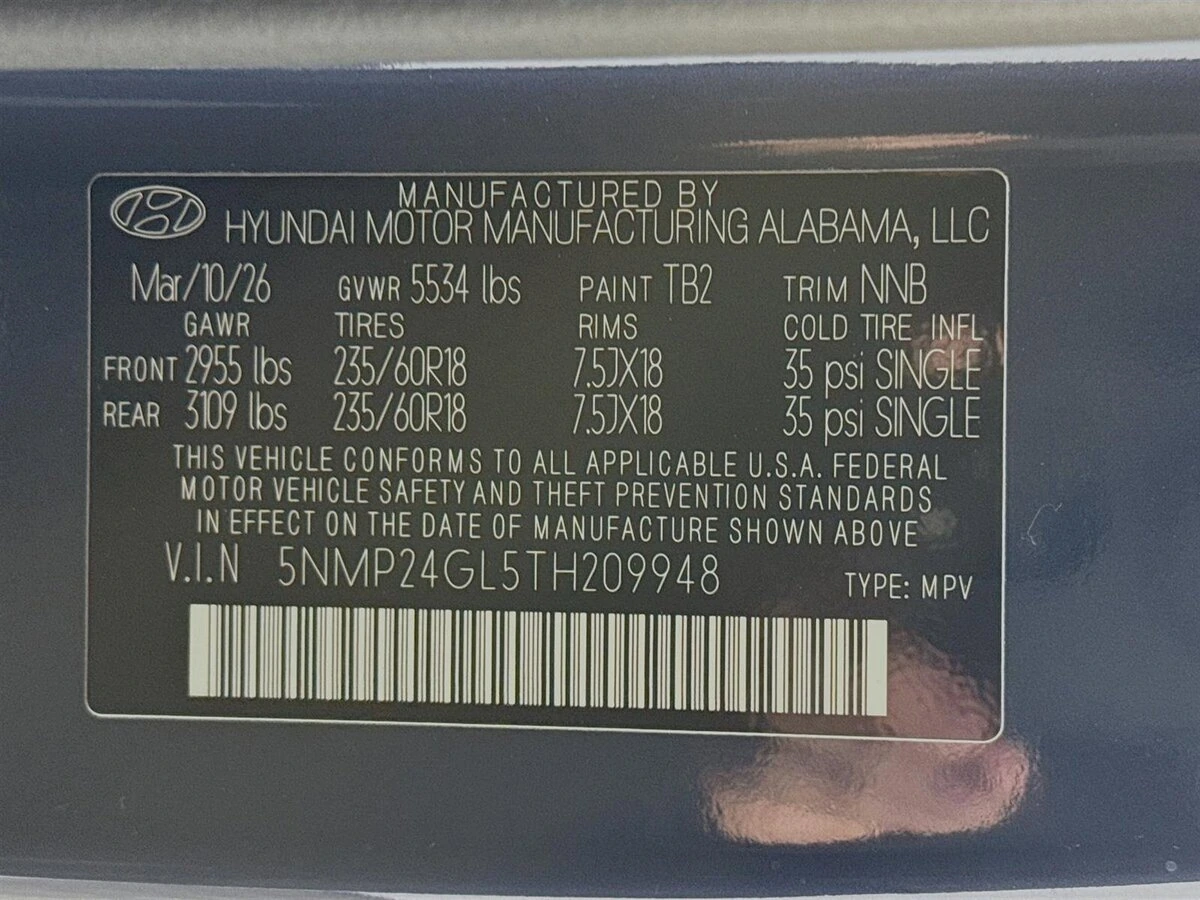 MANUFACTURED BY
HYUNDAI MOTOR MANUFACTURING ALABAMA, LLC
Mar/10/26 GVWR 5534 lbs PAINT TB2 TRIM NNB
GAWR TIRES RIMS COLD TIRE INFL
FRONT 2955 lbs 235/60R18 7.5JX18 35 psi SINGLE
REAR 3109 lbs 235/60R18 7.5JX18 35 psi SINGLE
THIS VEHICLE CONFORMS TO ALL APPLICABLE U.S.A. FEDERAL
MOTOR VEHICLE SAFETY AND THEFT PREVENTION STANDARDS
IN EFFECT ON THE DATE OF MANUFACTURE SHOWN ABOVE
V.I.N 5NMP24GL5TH209948 TYPE: MPV